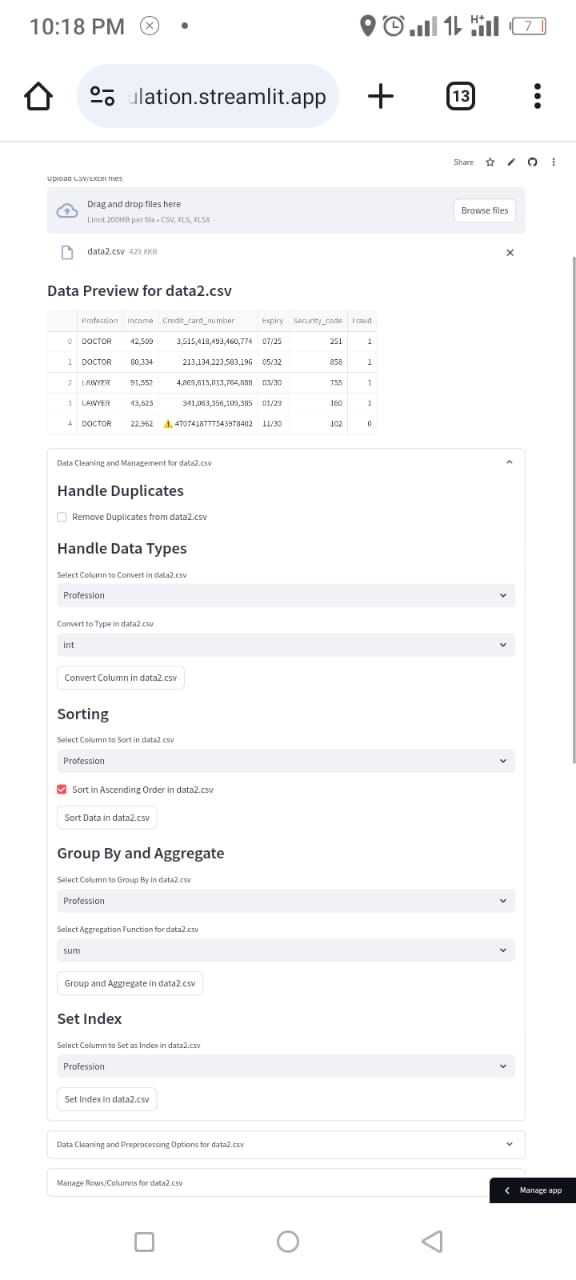 10:18 PM
H+
7
ulation.streamlit.app
13
Share
Upload CSV/Excel files
Drag and drop files here
Limit 200MB per file • CSV, XLS, XLSX
Browse files
data2.csv 429.8KB
Data Preview for data2.csv
Profession Income Credit_card_number Expiry Security_code Fraud
0 DOCTOR 42,509 3,515,418,493,460,774 07/25 251 1
1 DOCTOR 80,334 213,134,223,583,196 05/32 858 1
2 LAWYER 91,552 4,869,615,013,764,888 03/30 755 1
3 LAWYER 43,623 341,063,356,109,385 01/29 160 1
4 DOCTOR 22,962 4707418777543978402 11/30 102 0
Data Cleaning and Management for data2.csv
Handle Duplicates
Remove Duplicates from data2.csv
Handle Data Types
Select Column to Convert in data2.csv
Profession
Convert to Type in data2.csv
int
Convert Column in data2.csv
Sorting
Select Column to Sort in data2.csv
Profession
Sort in Ascending Order in data2.csv
Sort Data in data2.csv
Group By and Aggregate
Select Column to Group By in data2.csv
Profession
Select Aggregation Function for data2.csv
sum
Group and Aggregate in data2.csv
Set Index
Select Column to Set as Index in data2.csv
Profession
Set Index in data2.csv
Data Cleaning and Preprocessing Options for data2.csv
Manage Rows/Columns for data2.csv
Manage app